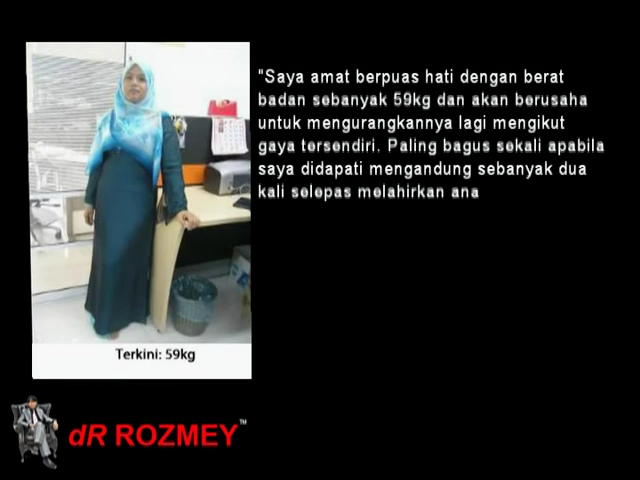 "Saya amat berpuas hati dengan berat
badan sebanyak 59kg dan akan berusaha
untuk mengurangkannya lagi mengikut
gaya tersendiri. Paling bagus sekali apabila
saya didapati mengandung sebanyak dua
kali selepas melahirkan ana
Terkini: 59kg
dR ROZMEY™